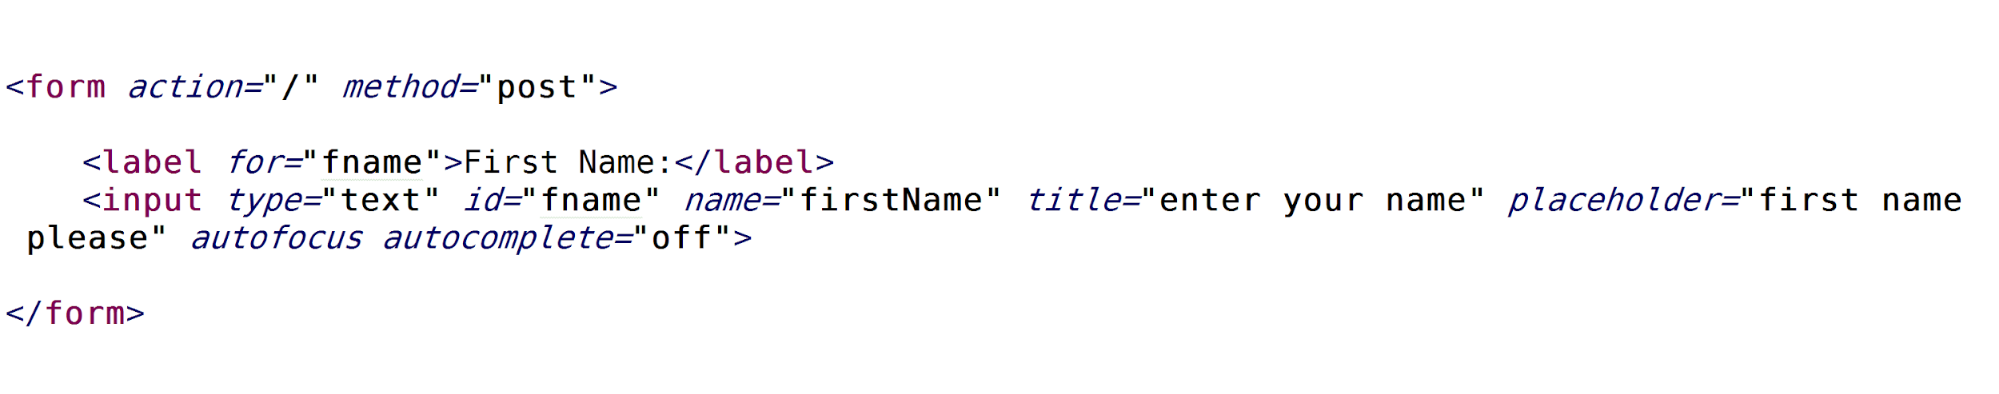 <form action="/" method="post">
<label for="fname">First Name:</label>
<input type="text" id="fname" name="firstName" title="enter your name" placeholder="first name
please" autofocus autocomplete="off">
</form>